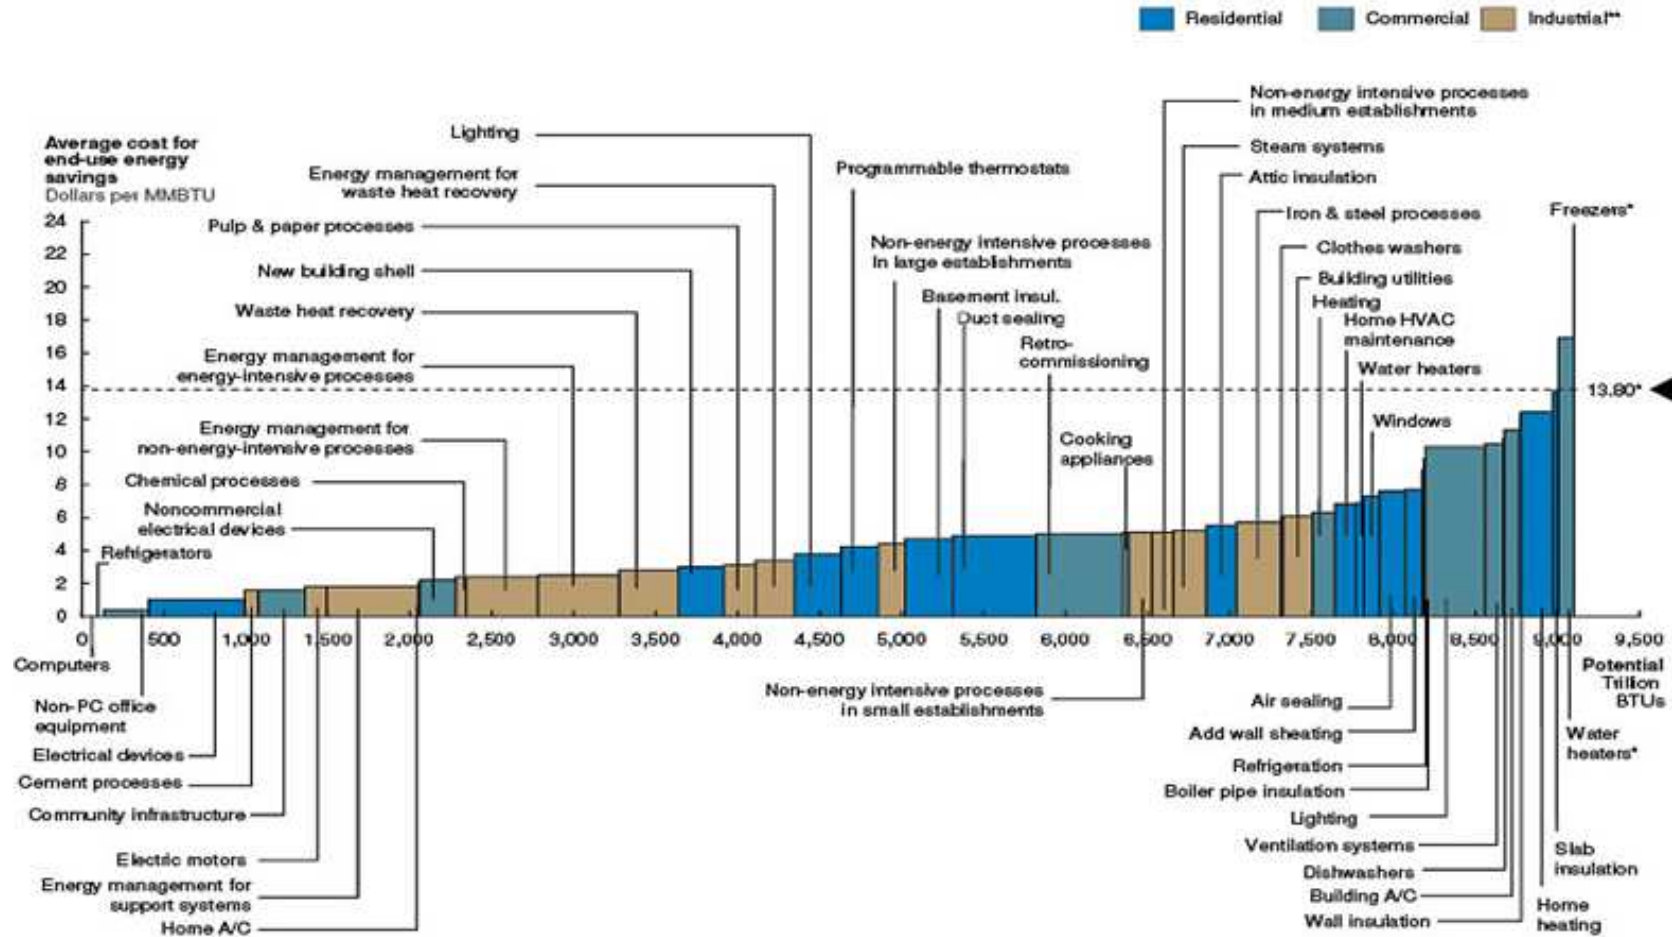 Residential
Commercial
Industrial**
Average cost for
end-use energy
savings
Dollars per MMBTU
24
22
20
18
16
14
12
10
8
6
4
2
0
Lighting
Energy management for
waste heat recovery
Pulp & paper processes
New building shell
Waste heat recovery
Energy management for
energy-intensive processes
Energy management for
non-energy-intensive processes
Chemical processes
Noncommercial
electrical devices
Refrigerators
Programmable thermostats
Non-energy intensive processes
In large establishments
Basement insul.
Duct sealing
Retro-
commissioning
Cooking
appliances
Non-energy intensive processes
in medium establishments
Steam systems
Attic insulation
Iron & steel processes
Clothes washers
Building utilities
Heating
Home HVAC
maintenance
Water heaters
Windows
Freezers*
13.80*
0 500 1,000 1,500 2,000 2,500 3,000 3,500 4,000 4,500 5,000 5,500 6,000 6,500 7,000 7,500 8,000 8,500 9,000 9,500
Potential
Trillion
BTUs
Computers
Non-PC office
equipment
Electrical devices
Cement processes
Community infrastructure
Electric motors
Energy management for
support systems
Home A/C
Non-energy intensive processes
in small establishments
Air sealing
Add wall sheating
Refrigeration
Boiler pipe insulation
Lighting
Ventilation systems
Dishwashers
Building A/C
Wall insulation
Water
heaters*
Slab
insulation
Home
heating